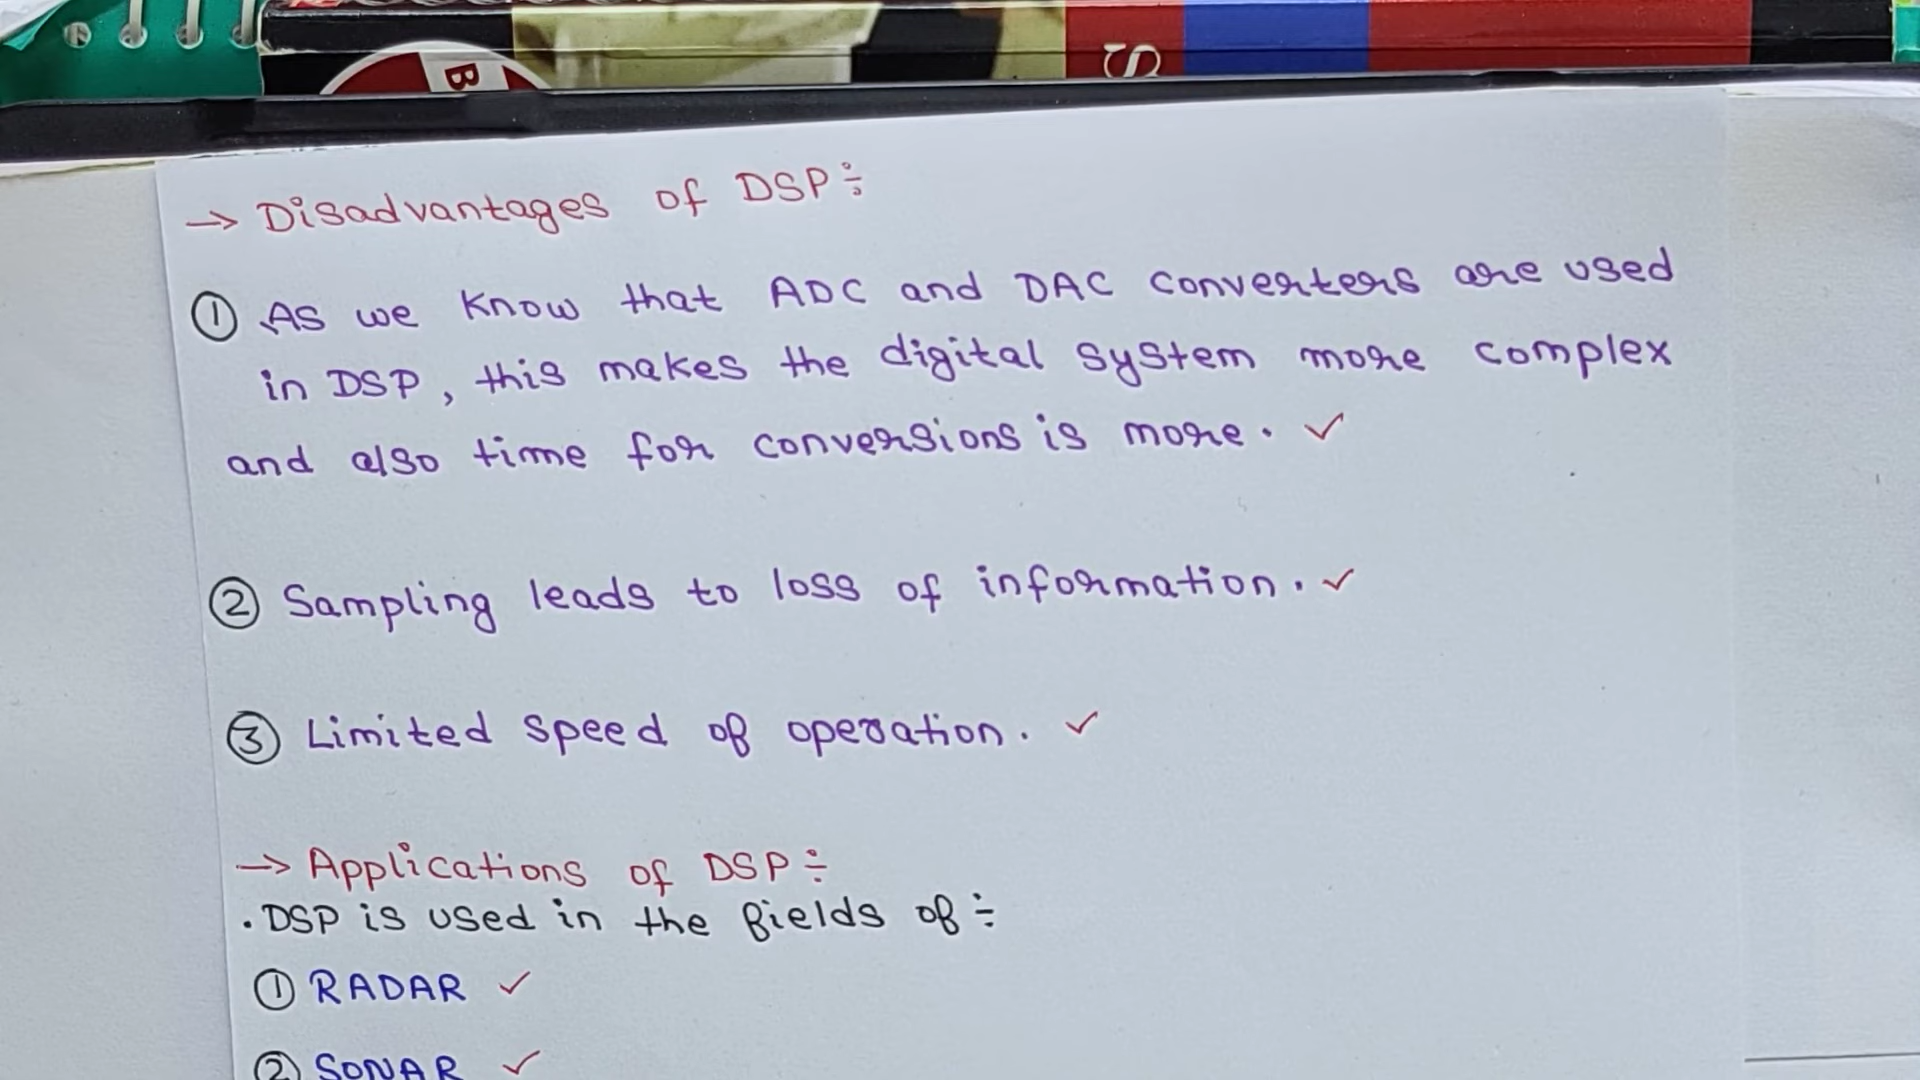 B
S
→ Disadvantages of DSP÷
① As we know that ADC and DAC converters are used
in DSP, this makes the digital system more complex
and also time for conversions is more. ✓
② Sampling leads to loss of information. ✓
③ Limited speed of operation. ✓
→ Applications of DSP÷
• DSP is used in the fields of÷
① RADAR ✓
② SONAR ✓